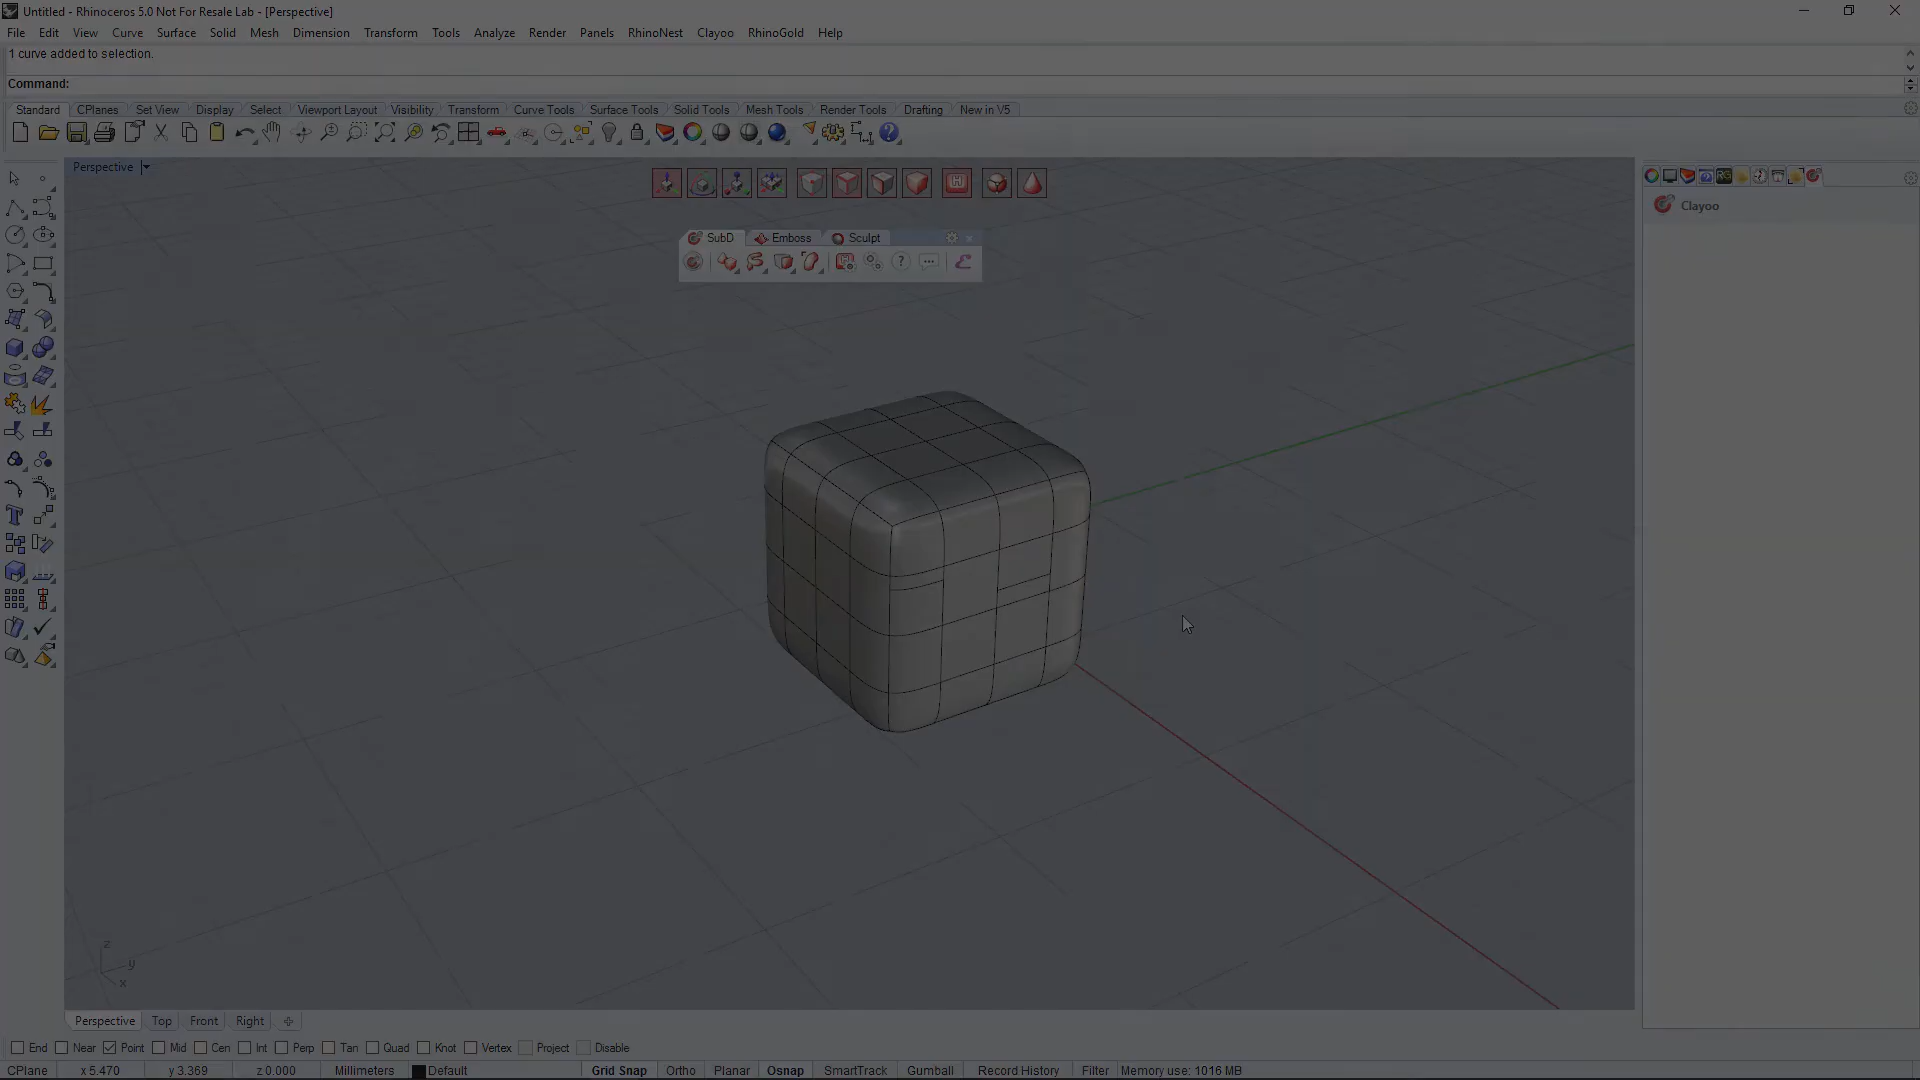 Untitled - Rhinoceros 5.0 Not For Resale Lab - [Perspective]
File Edit View Curve Surface Solid Mesh Dimension Transform Tools Analyze Render Panels RhinoNest Clayoo RhinoGold Help
1 curve added to selection.
Command:
Standard CPlanes Set View Display Select Viewport Layout Visibility Transform Curve Tools Surface Tools Solid Tools Mesh Tools Render Tools Drafting New in V5
Perspective
SubD Emboss Sculpt
Clayoo
z
y
x
Perspective Top Front Right
End Near Point Mid Cen Int Perp Tan Quad Knot Vertex Project Disable
CPlane x 5.470 y 3.369 z 0.000 Millimeters Default Grid Snap Ortho Planar Osnap SmartTrack Gumball Record History Filter Memory use: 1016 MB